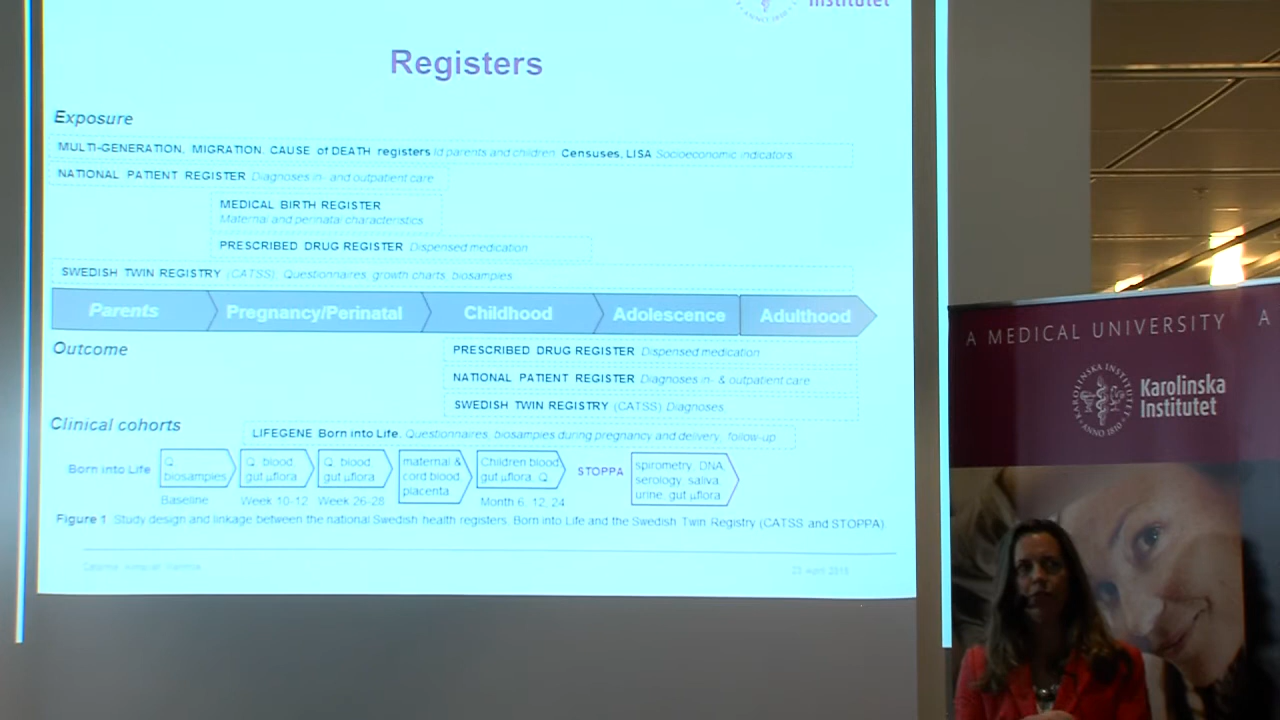 Institutet
ANNO 1810
Registers
Exposure
MULTI-GENERATION, MIGRATION, CAUSE of DEATH registers Id parents and children Censuses, LISA Socioeconomic indicators
NATIONAL PATIENT REGISTER Diagnoses in- and outpatient care
MEDICAL BIRTH REGISTER
Maternal and perinatal characteristics
PRESCRIBED DRUG REGISTER Dispensed medication
SWEDISH TWIN REGISTRY (CATSS) Questionnaires, growth charts, biosamples
Parents
Pregnancy/Perinatal
Childhood
Adolescence
Adulthood
Outcome
PRESCRIBED DRUG REGISTER Dispensed medication
NATIONAL PATIENT REGISTER Diagnoses in- & outpatient care
SWEDISH TWIN REGISTRY (CATSS) Diagnoses
Clinical cohorts
LIFEGENE Born into Life, Questionnaires, biosamples during pregnancy and delivery, follow-up
Born into Life
Q
biosamples
Q blood
gut µflora
Q blood
gut µflora
maternal &
cord blood
placenta
Children blood
gut µflora Q
STOPPA
spirometry, DNA
serology, saliva
urine, gut µflora
Baseline
Week 10-12
Week 26-28
Month 6, 12, 24
Figure 1 Study design and linkage between the national Swedish health registers, Born into Life and the Swedish Twin Registry (CATSS and STOPPA).
A MEDICAL UNIVERSITY A
KAROLINSKA INSTITUTET
ANNO 1810
Karolinska
Institutet